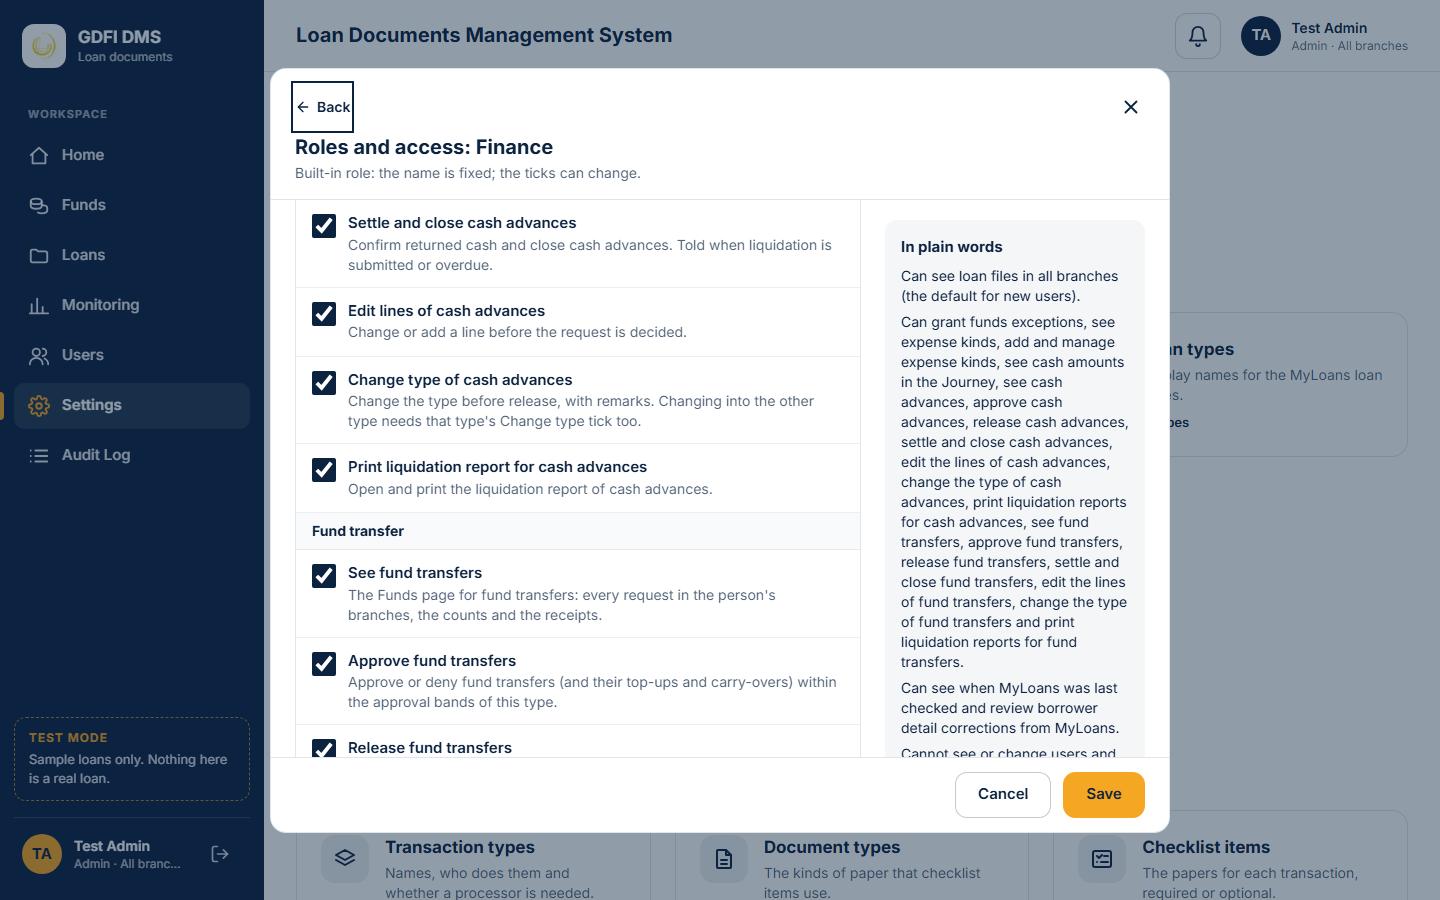 GDFI DMS
Loan documents
WORKSPACE
Home
Funds
Loans
Monitoring
Users
Settings
Audit Log
TEST MODE
Sample loans only. Nothing here
is a real loan.
TA
Test Admin
Admin · All branc...
Loan Documents Management System
TA
Test Admin
Admin · All branches
Back
Roles and access: Finance
Built-in role: the name is fixed; the ticks can change.
Settle and close cash advances
Confirm returned cash and close cash advances. Told when liquidation is
submitted or overdue.
Edit lines of cash advances
Change or add a line before the request is decided.
Change type of cash advances
Change the type before release, with remarks. Changing into the other
type needs that type's Change type tick too.
Print liquidation report for cash advances
Open and print the liquidation report of cash advances.
Fund transfer
See fund transfers
The Funds page for fund transfers: every request in the person's
branches, the counts and the receipts.
Approve fund transfers
Approve or deny fund transfers (and their top-ups and carry-overs) within
the approval bands of this type.
Release fund transfers
In plain words
Can see loan files in all branches
(the default for new users).
Can grant funds exceptions, see
expense kinds, add and manage
expense kinds, see cash amounts
in the Journey, see cash
advances, approve cash
advances, release cash advances,
settle and close cash advances,
edit the lines of cash advances,
change the type of cash
advances, print liquidation reports
for cash advances, see fund
transfers, approve fund transfers,
release fund transfers, settle and
close fund transfers, edit the lines
of fund transfers, change the type
of fund transfers and print
liquidation reports for fund
transfers.
Can see when MyLoans was last
checked and review borrower
detail corrections from MyLoans.
Cannot see or change users and
Cancel
Save
types
names for the MyLoans loan
Transaction types
Names, who does them and
whether a processor is needed.
Document types
The kinds of paper that checklist
items use.
Checklist items
The papers for each transaction,
required or optional.